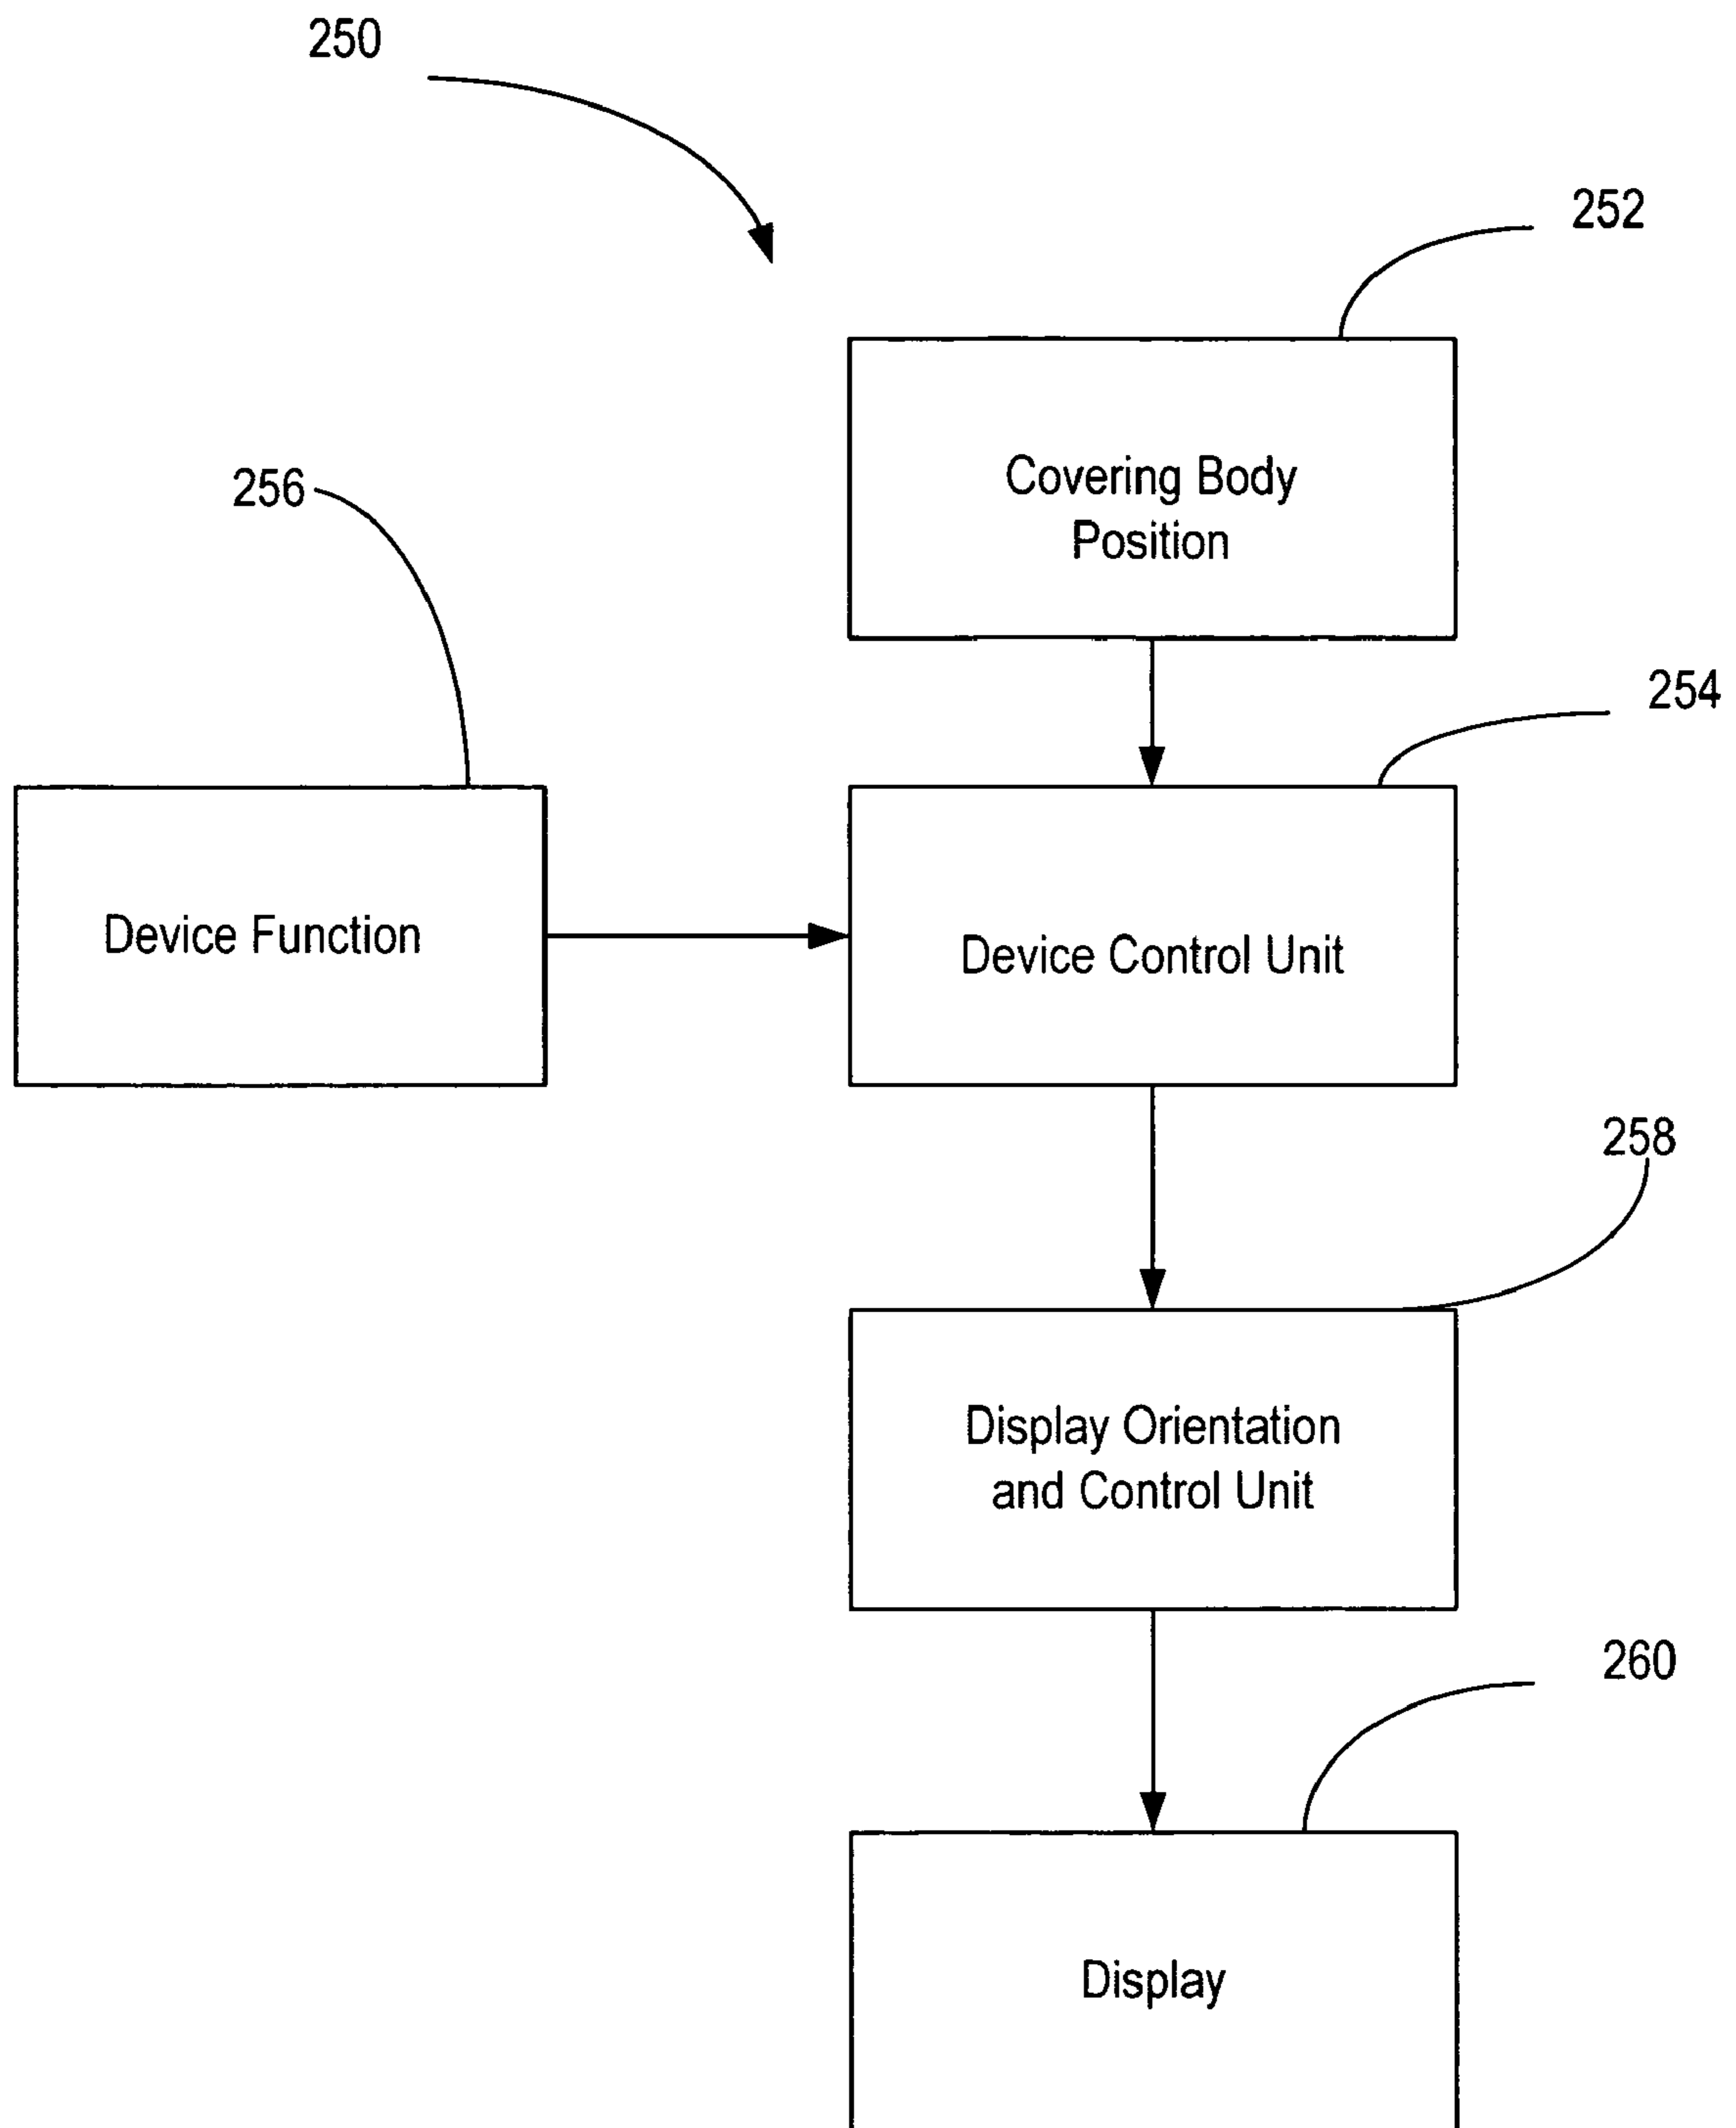 250
252
Covering Body
Position
254
256
Device Function
Device Control Unit
258
Display Orientation
and Control Unit
260
Display